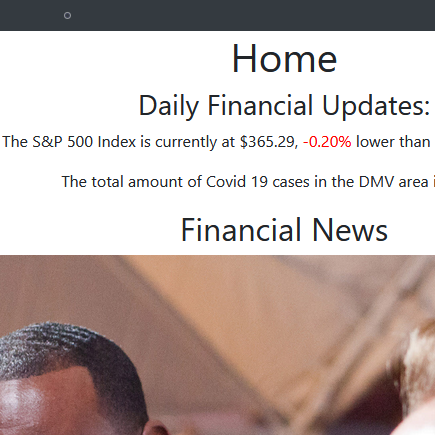 Home
Daily Financial Updates:
The S&P 500 Index is currently at $365.29, -0.20% lower than
The total amount of Covid 19 cases in the DMV area
Financial News